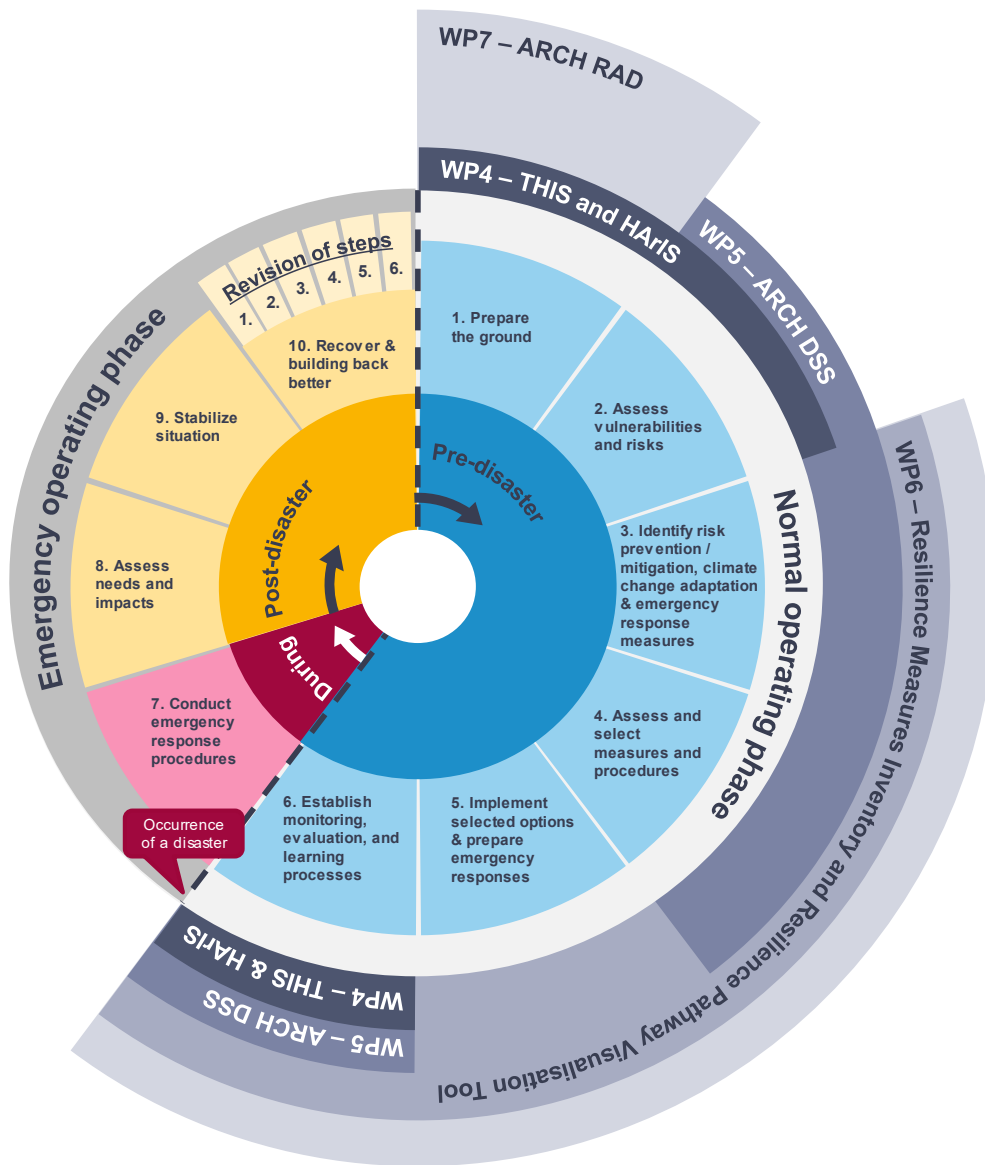 WP7 – ARCH RAD
WP4 – THIS and HArIS
WP5 – ARCH DSS
WP6 – Resilience Measures Inventory and Resilience Pathway Visualisation Tool
Normal operating phase
Emergency operating phase
Revision of steps
1.
2.
3.
4.
5.
6.
Pre-disaster
1. Prepare
the ground
2. Assess
vulnerabilities
and risks
3. Identify risk
prevention /
mitigation, climate
change adaptation
& emergency
response
measures
4. Assess and
select
measures and
procedures
5. Implement
selected options
& prepare
emergency
responses
6. Establish
monitoring,
evaluation, and
learning
processes
During
7. Conduct
emergency
response
procedures
Occurrence
of a disaster
Post-disaster
8. Assess
needs and
impacts
9. Stabilize
situation
10. Recover &
building back
better
WP4 – THIS & HArIS
WP5 – ARCH DSS